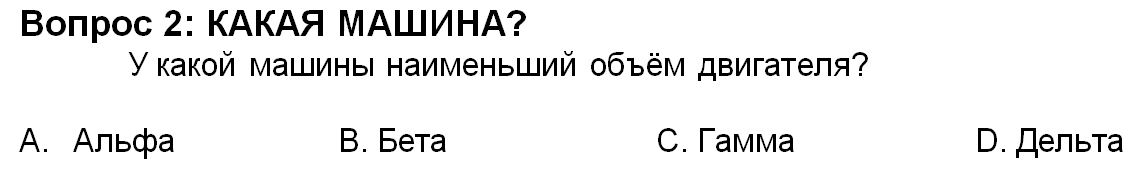 Вопрос 2: КАКАЯ МАШИНА?
У какой машины наименьший объём двигателя?
A. Альфа B. Бета C. Гамма D. Дельта